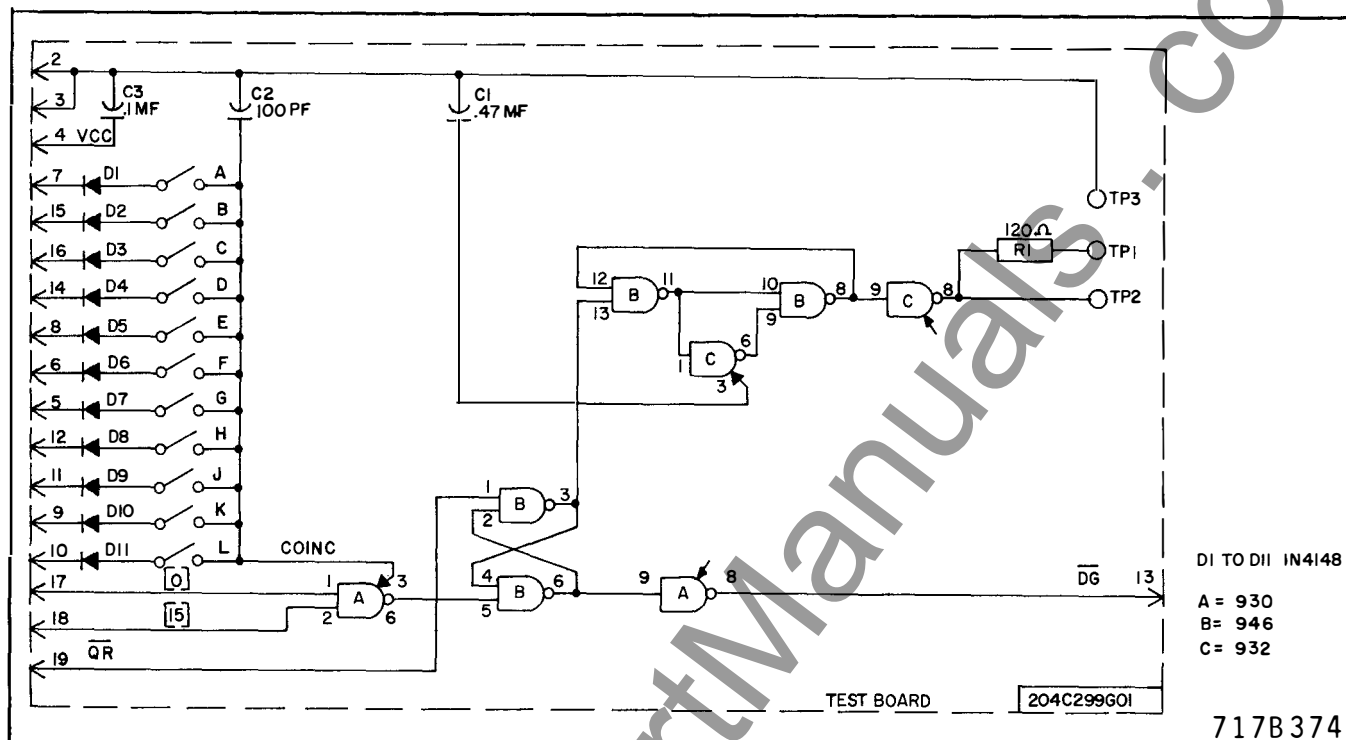 2
3
4 VCC
C3
.1MF
C2
100PF
C1
.47MF
7 D1 A
15 D2 B
16 D3 C
14 D4 D
8 D5 E
6 D6 F
5 D7 G
12 D8 H
11 D9 J
9 D10 K
10 D11 L
COINC
17 [0]
18 [15]
19 QR
1
2
3
6
A
1
2
3
B
4
5
6
B
9
8
A
12
13
11
B
1
3
6
C
10
9
8
B
9
8
C
120Ω
R1
TP3
TP1
TP2
DG 13
D1 TO D11 IN4148
A = 930
B = 946
C = 932
TEST BOARD
204C299G01
717B374
rtManuals.co